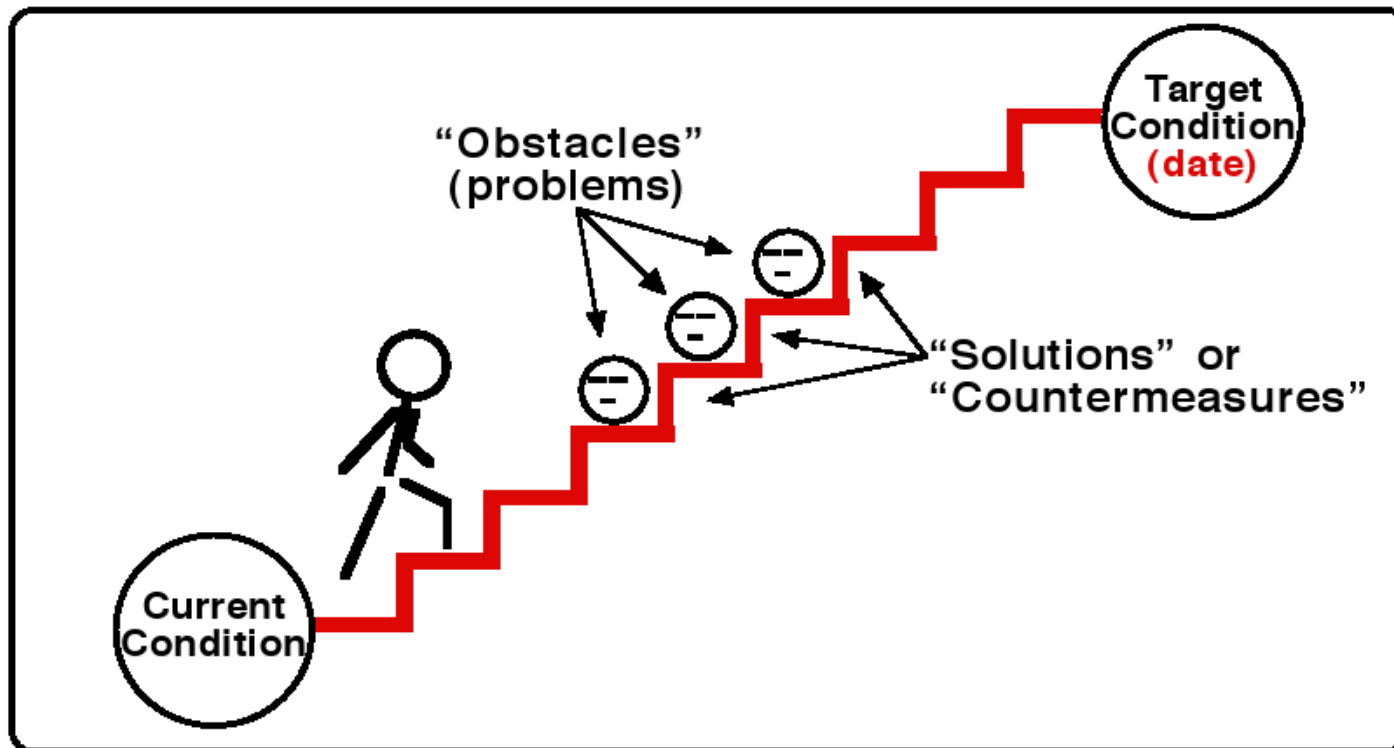 Target
Condition
(date)
“Obstacles”
(problems)
“Solutions” or
“Countermeasures”
Current
Condition